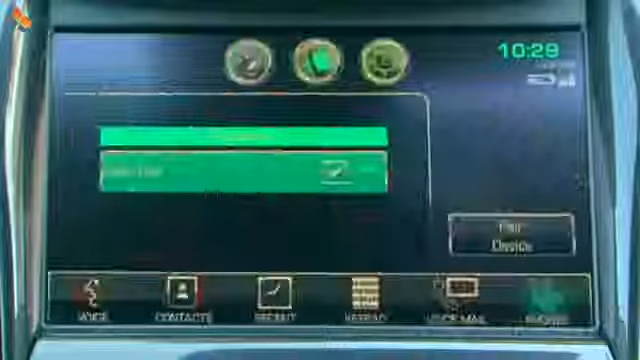 10:29
Pair
Device
VOICE
CONTACTS
RECENT
KEYPAD
VOICE MAIL
PHONES